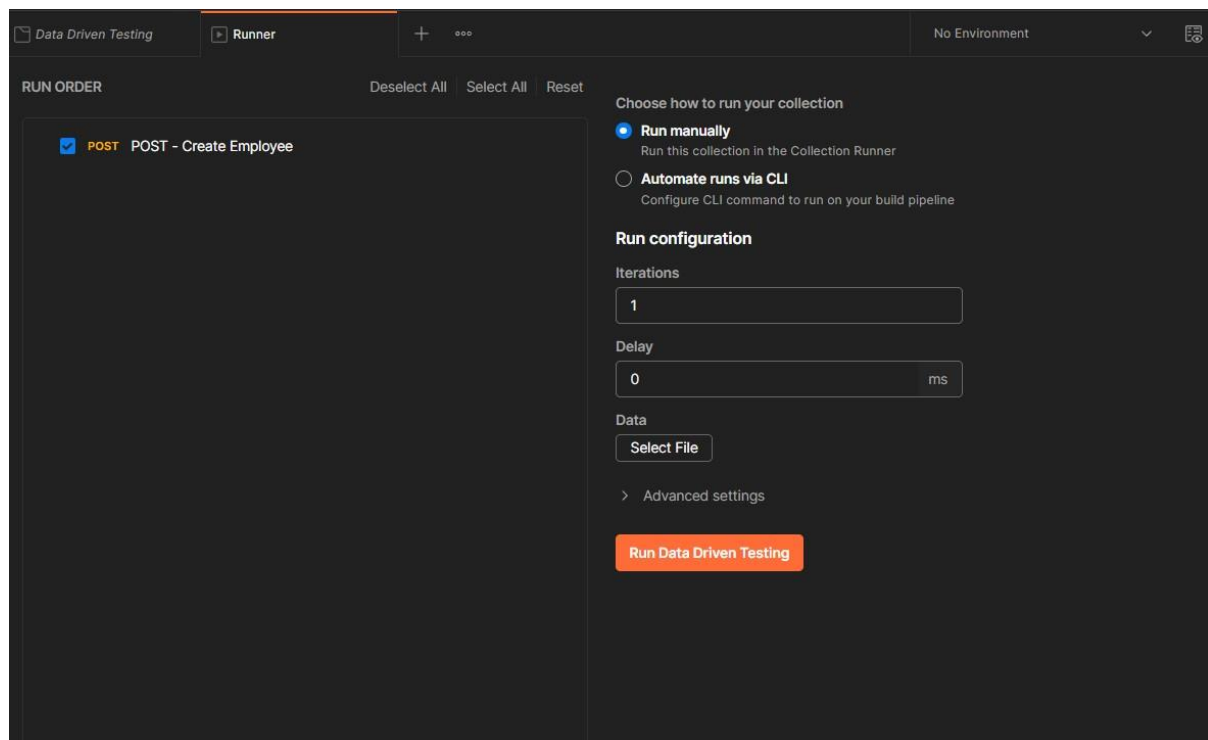 Data Driven Testing
Runner
No Environment
RUN ORDER
Deselect All
Select All
Reset
POST POST - Create Employee
Choose how to run your collection
Run manually
Run this collection in the Collection Runner
Automate runs via CLI
Configure CLI command to run on your build pipeline
Run configuration
Iterations
1
Delay
0 ms
Data
Select File
Advanced settings
Run Data Driven Testing